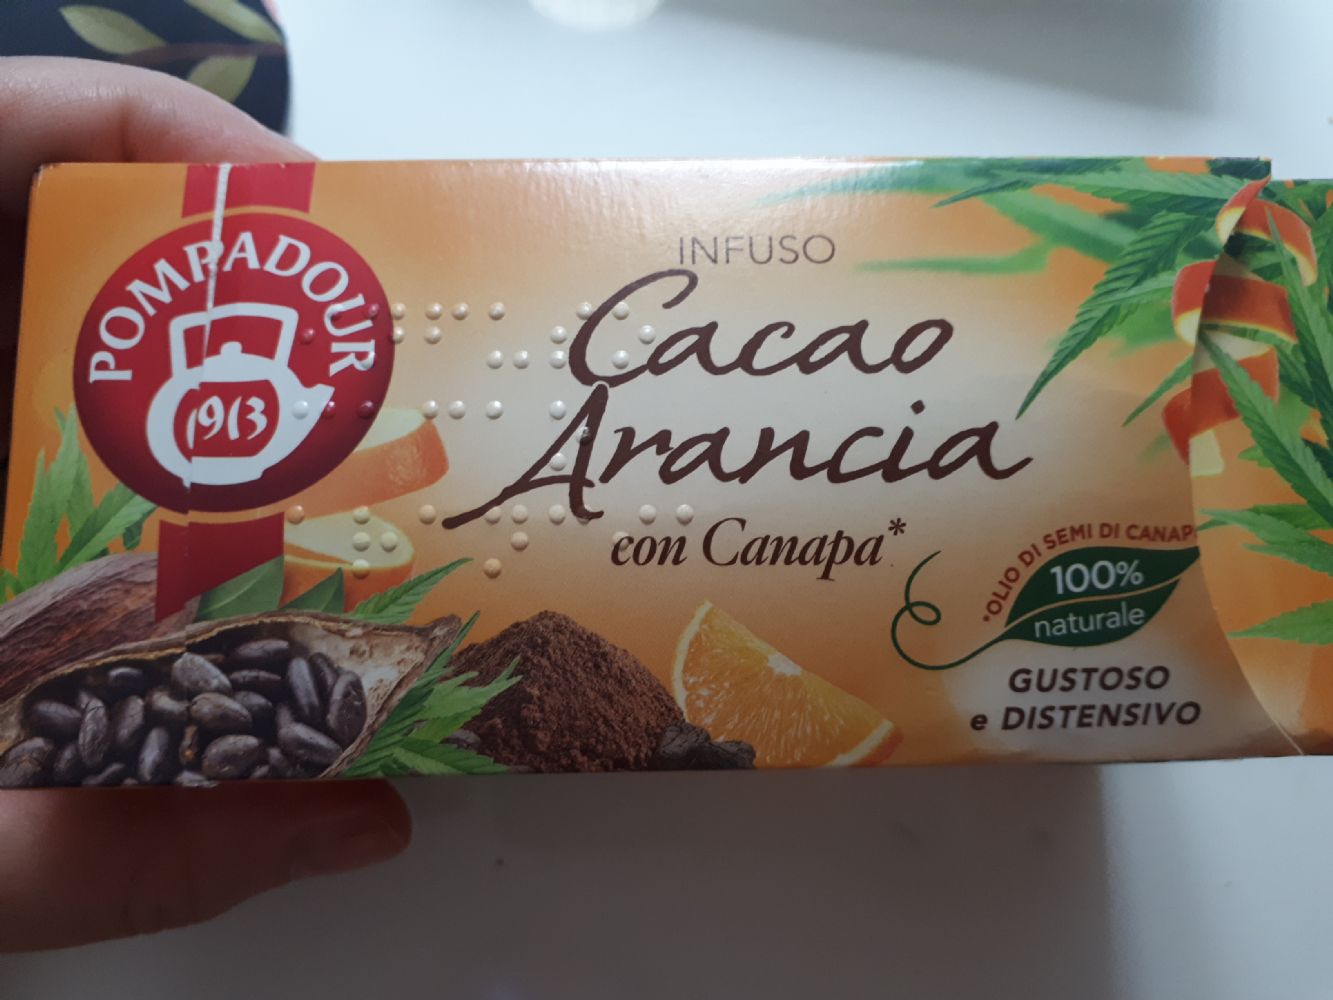 POMPADOUR
1913
INFUSO
Cacao
Arancia
con Canapa*
*OLIO DI SEMI DI CANAP
100%
naturale
GUSTOSO
e DISTENSIVO